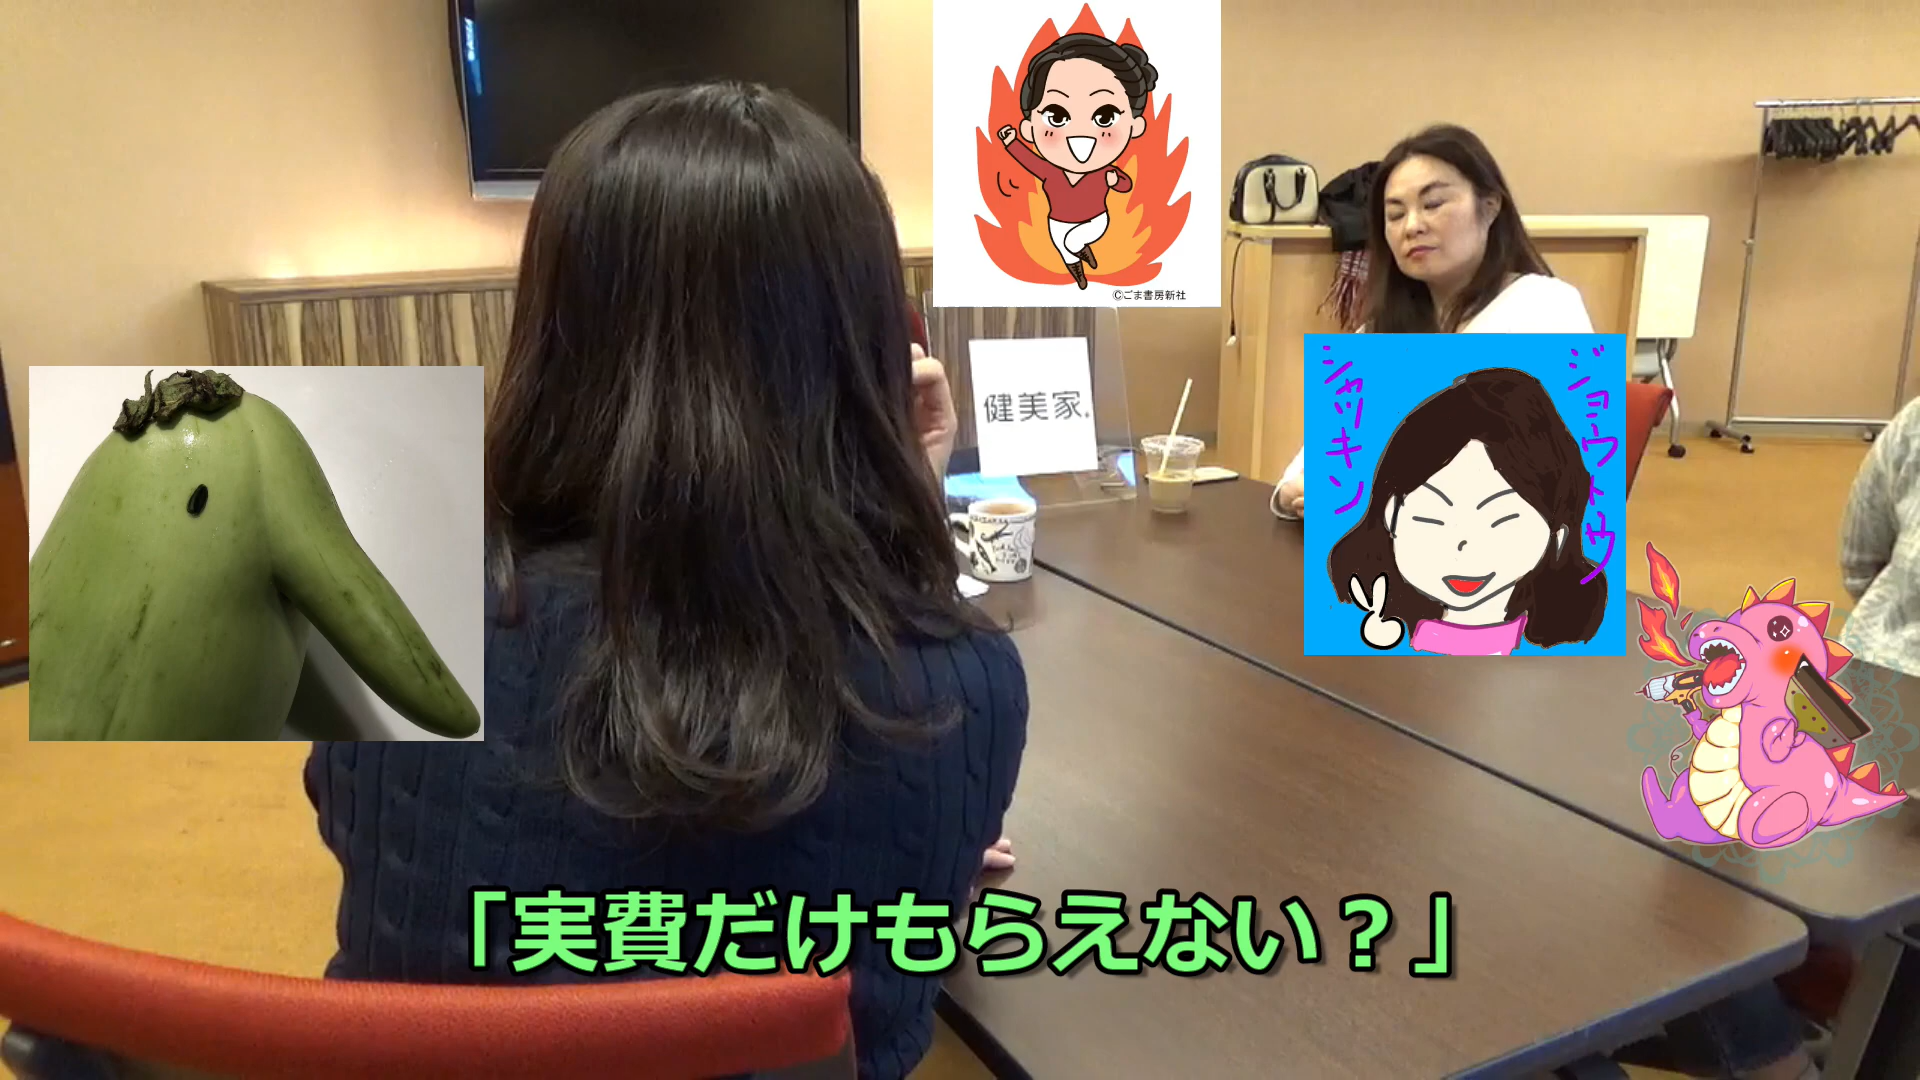 ©ごま書房新社
健美家
シャッキン
ジョウトウ
「実費だけもらえない？」